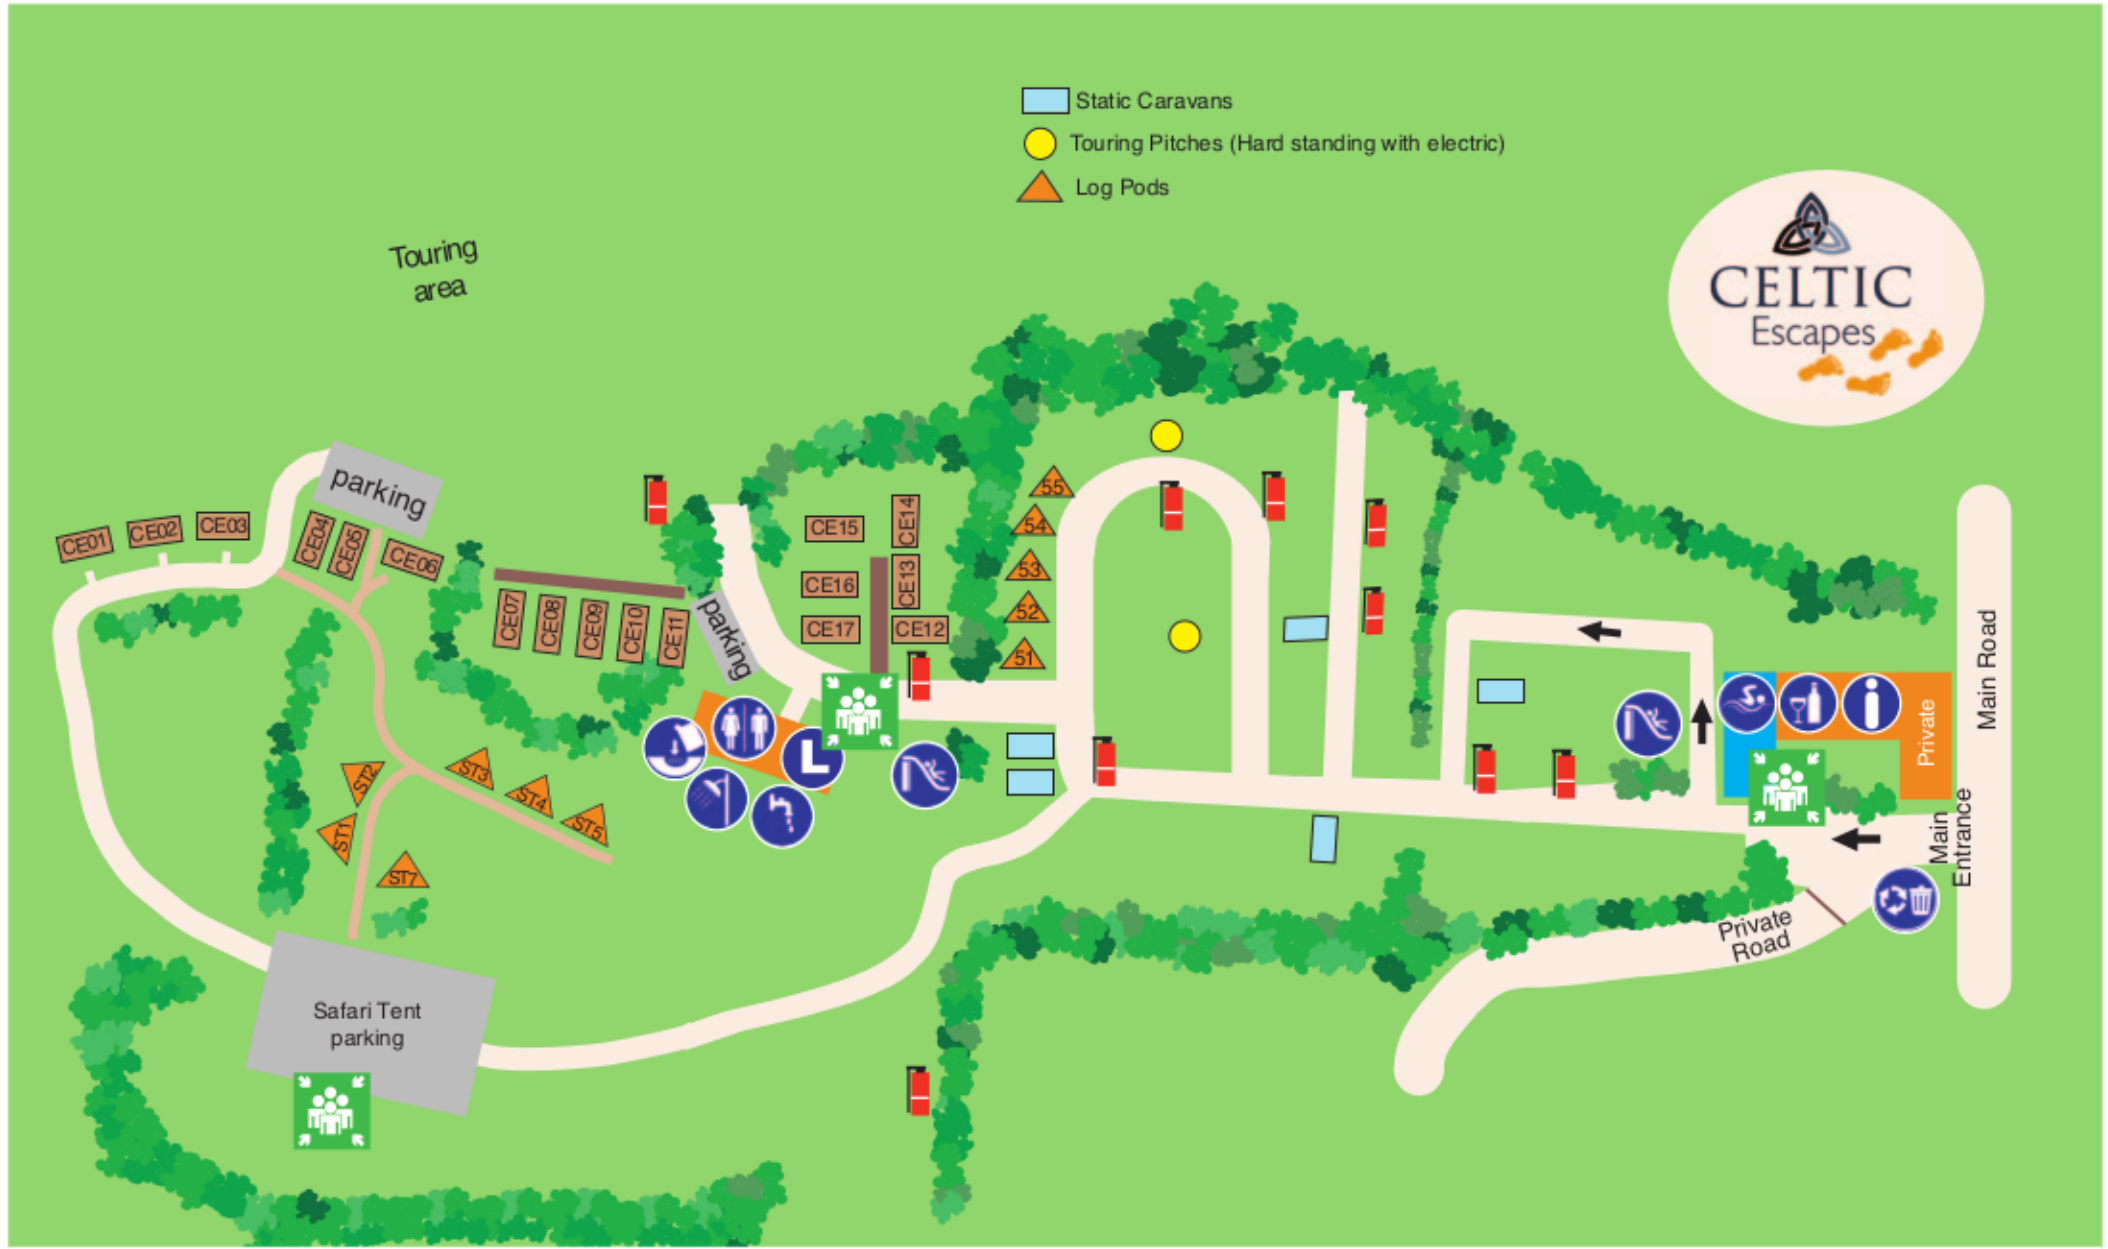 Static Caravans
Touring Pitches (Hard standing with electric)
Log Pods
CELTIC
Escapes
Touring
area
parking
CE01
CE02
CE03
CE04
CE05
CE06
CE07
CE08
CE09
CE10
CE11
parking
CE15
CE14
CE16
CE13
CE17
CE12
55
54
53
52
51
L
ST2
ST1
ST3
ST4
ST5
ST7
Safari Tent
parking
Private
Main Road
Main
Entrance
Private
Road